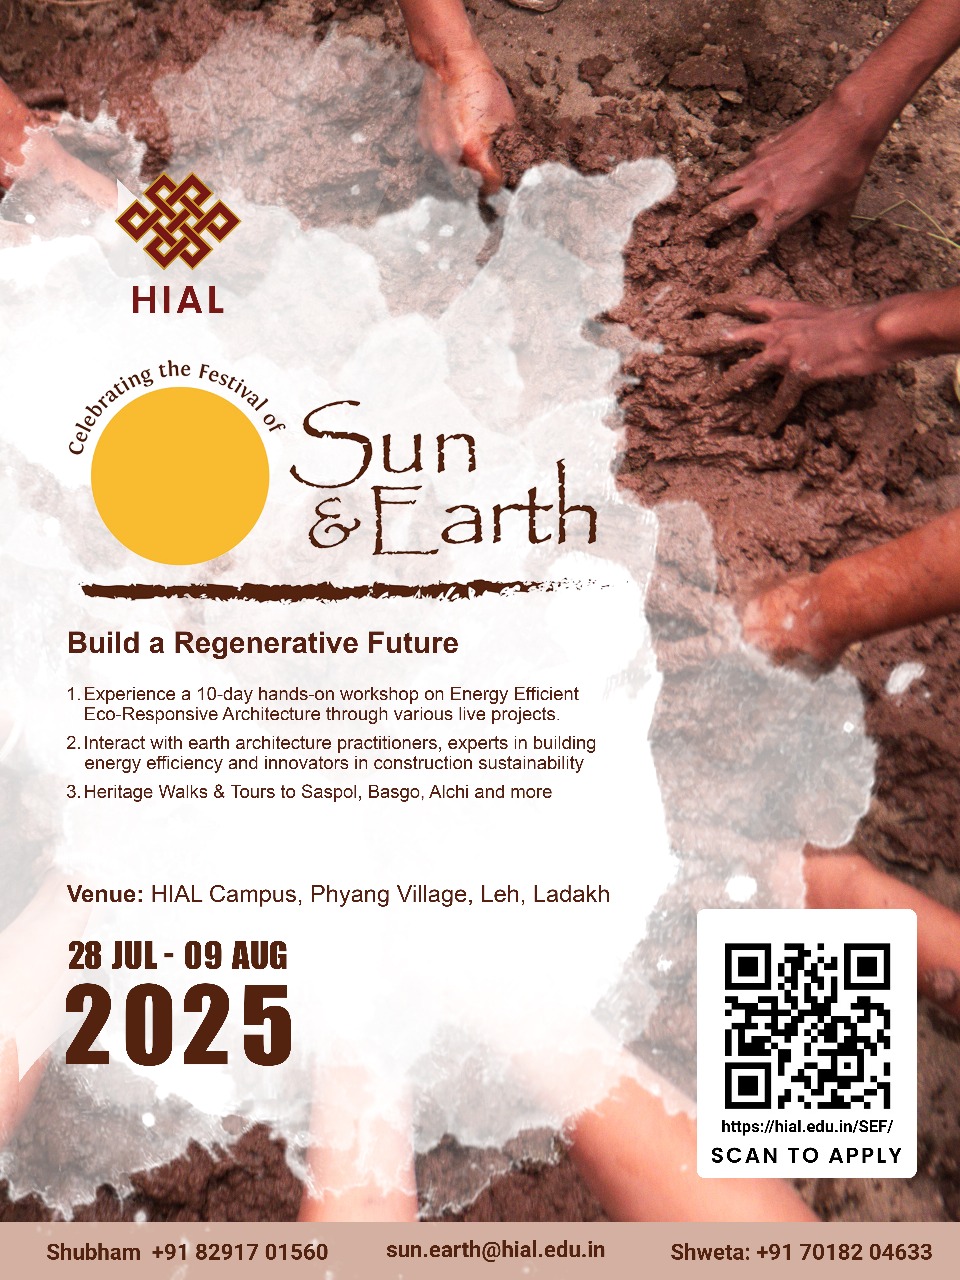 HIAL
Celebrating the Festival of
Sun
& Earth
Build a Regenerative Future
1. Experience a 10-day hands-on workshop on Energy Efficient
Eco-Responsive Architecture through various live projects.
2. Interact with earth architecture practitioners, experts in building
energy efficiency and innovators in construction sustainability
3. Heritage Walks & Tours to Saspol, Basgo, Alchi and more
Venue: HIAL Campus, Phyang Village, Leh, Ladakh
28 JUL - 09 AUG
2025
https://hial.edu.in/SEF/
SCAN TO APPLY
Shubham +91 82917 01560
sun.earth@hial.edu.in
Shweta: +91 70182 04633